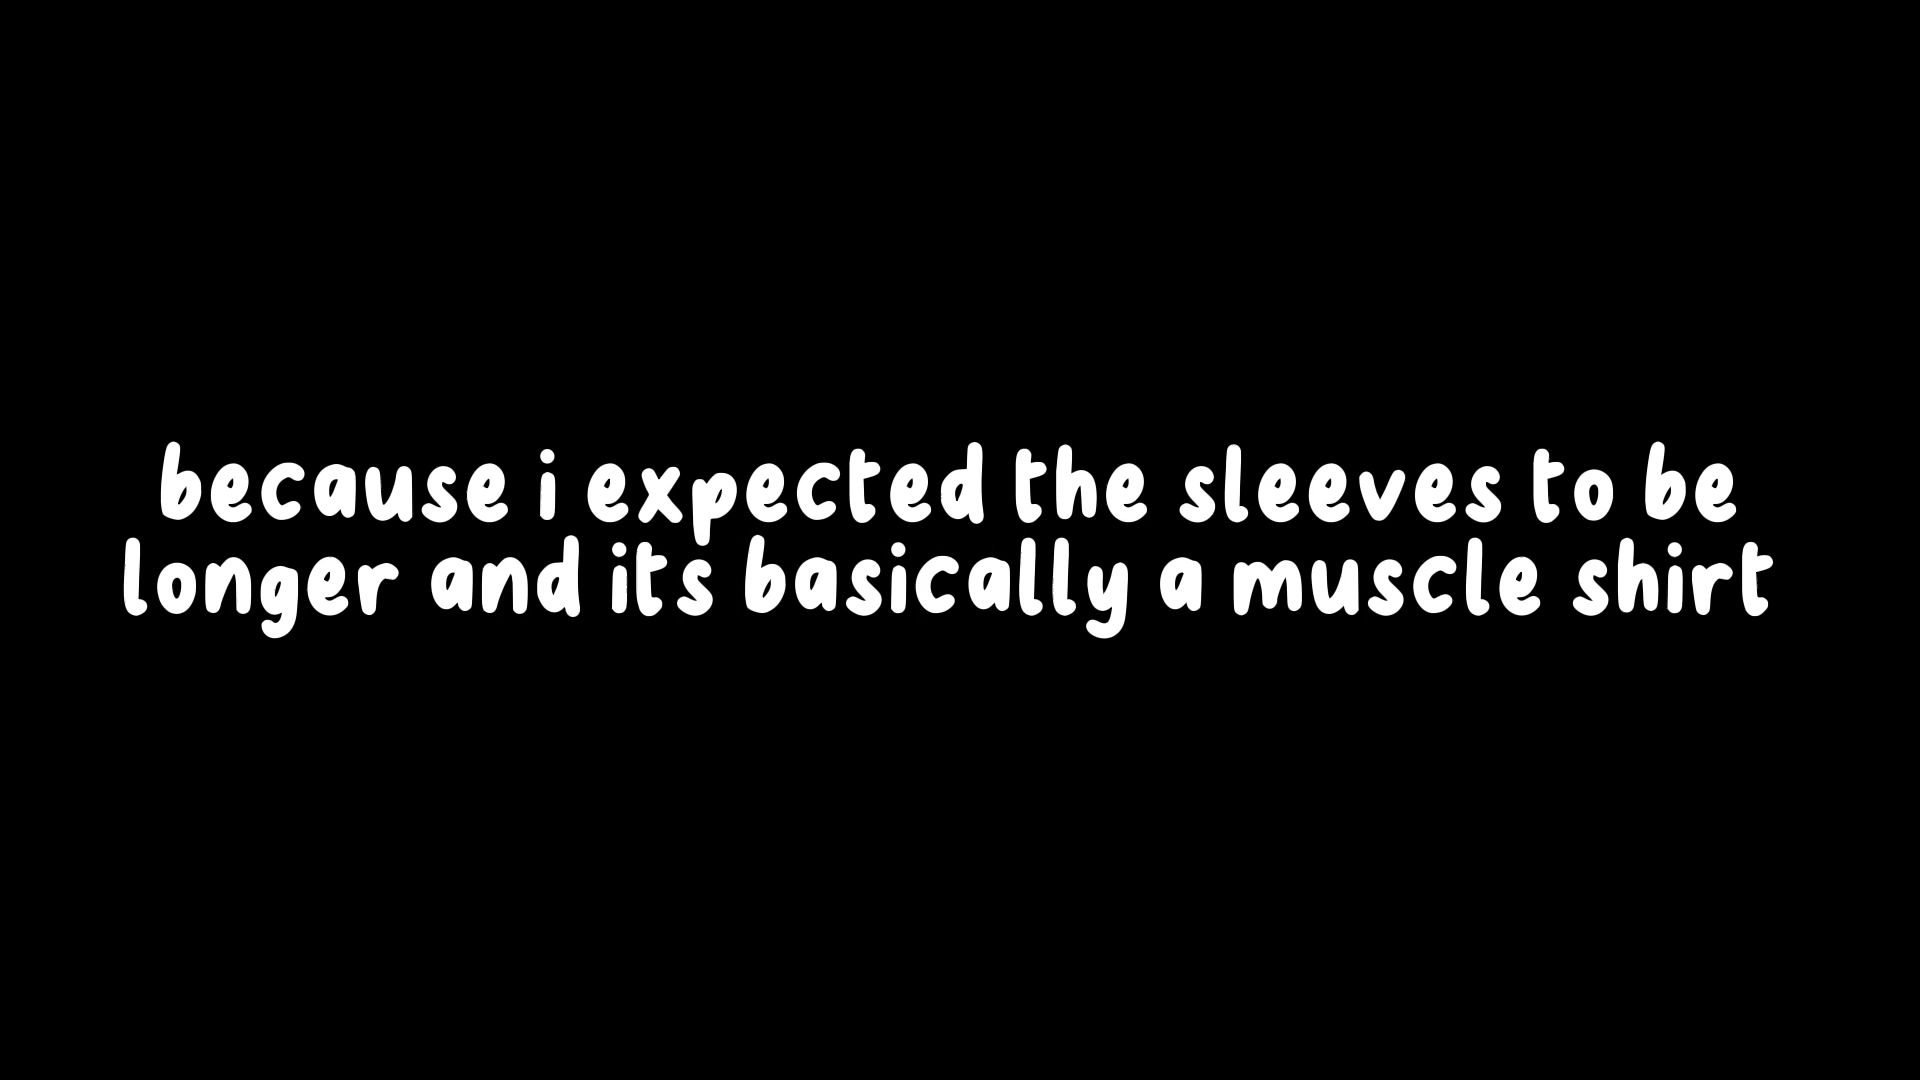 because i expected the sleeves to be
longer and its basically a muscle shirt